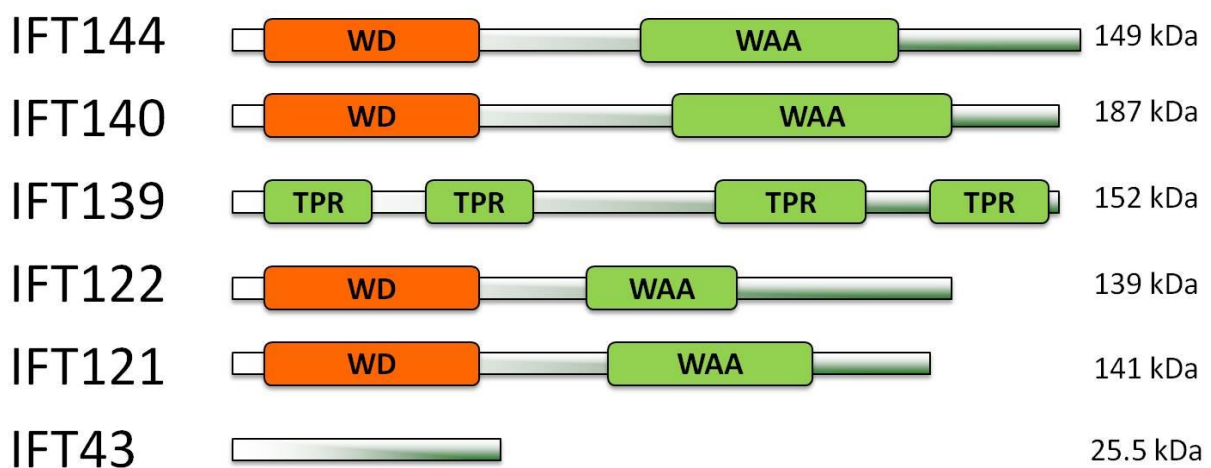 IFT144 WD WAA 149 kDa
IFT140 WD WAA 187 kDa
IFT139 TPR TPR TPR TPR 152 kDa
IFT122 WD WAA 139 kDa
IFT121 WD WAA 141 kDa
IFT43 25.5 kDa